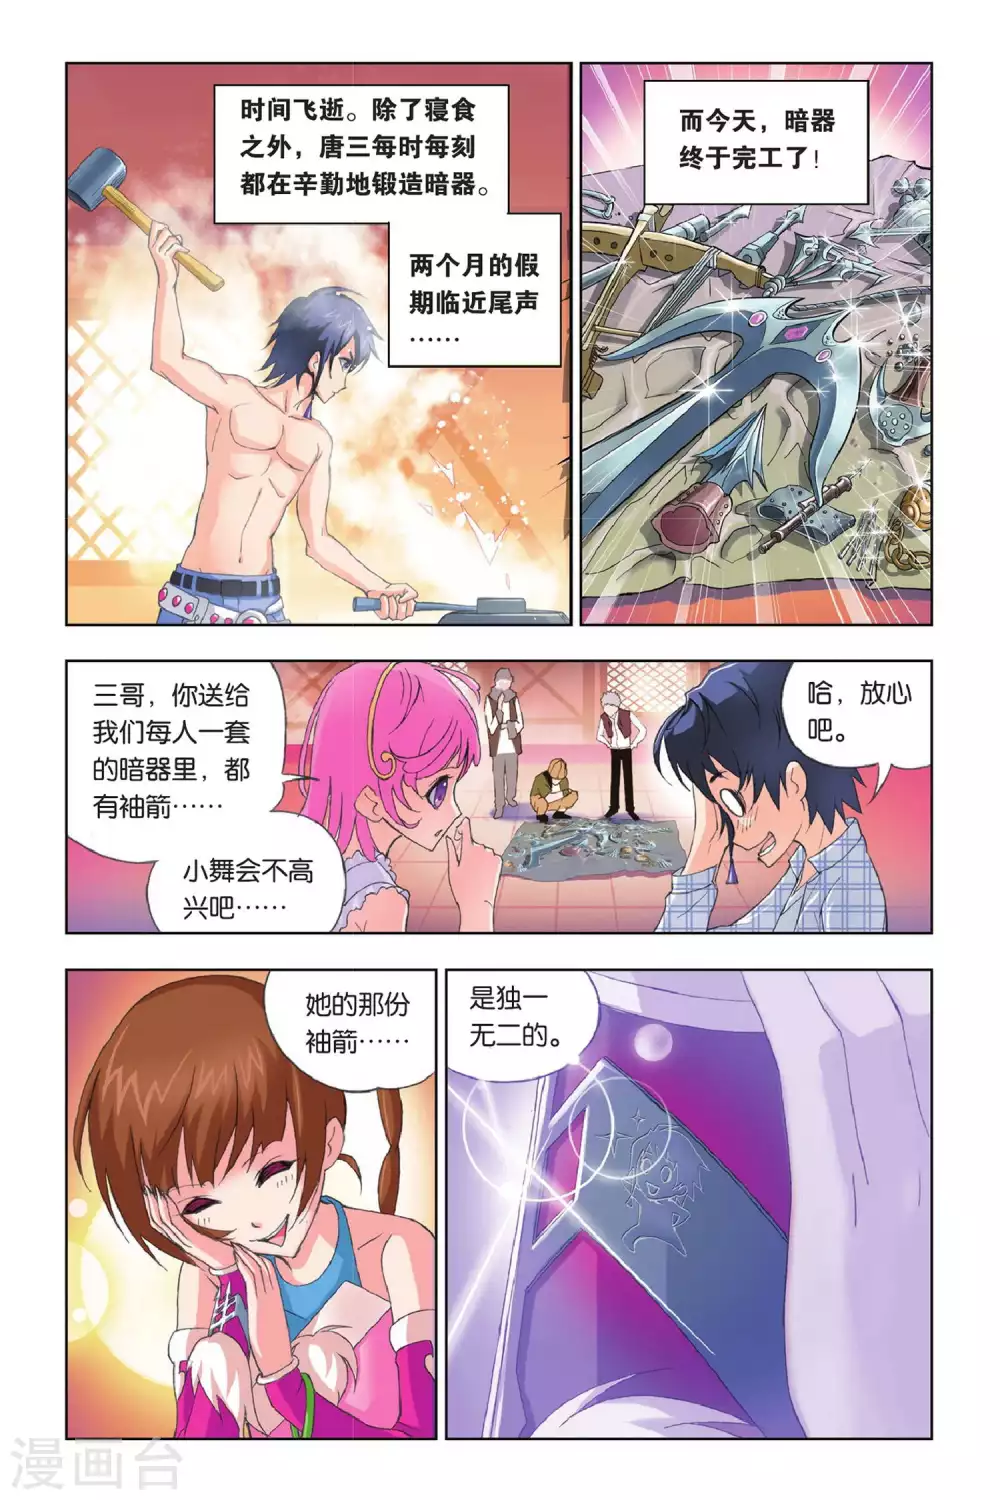 时间飞逝。除了寝食
之外，唐三每时每刻
都在辛勤地锻造暗器。
两个月的假
期临近尾声
……
而今天，暗器
终于完工了！
三哥，你送给
我们每人一套
的暗器里，都
有袖箭……
小舞会不高
兴吧……
哈，放心
吧。
她的那份
袖箭……
是独一
无二的。
漫画台